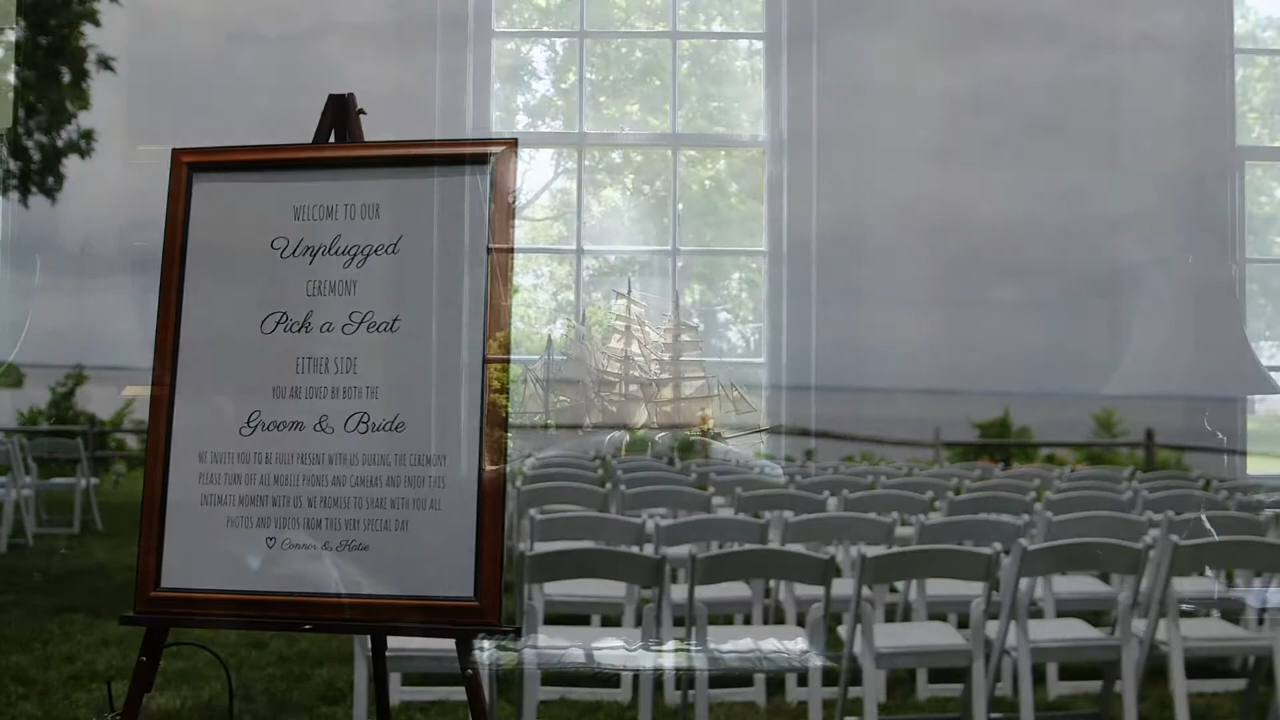 WELCOME TO OUR
Unplugged
CEREMONY
Pick a Seat
EITHER SIDE
YOU ARE LOVED BY BOTH THE
Groom & Bride
WE INVITE YOU TO BE FULLY PRESENT WITH US DURING THE CEREMONY
PLEASE TURN OFF ALL MOBILE PHONES AND CAMERAS AND ENJOY THIS
INTIMATE MOMENT WITH US. WE PROMISE TO SHARE WITH YOU ALL
PHOTOS AND VIDEOS FROM THIS VERY SPECIAL DAY.
Connor & Katie